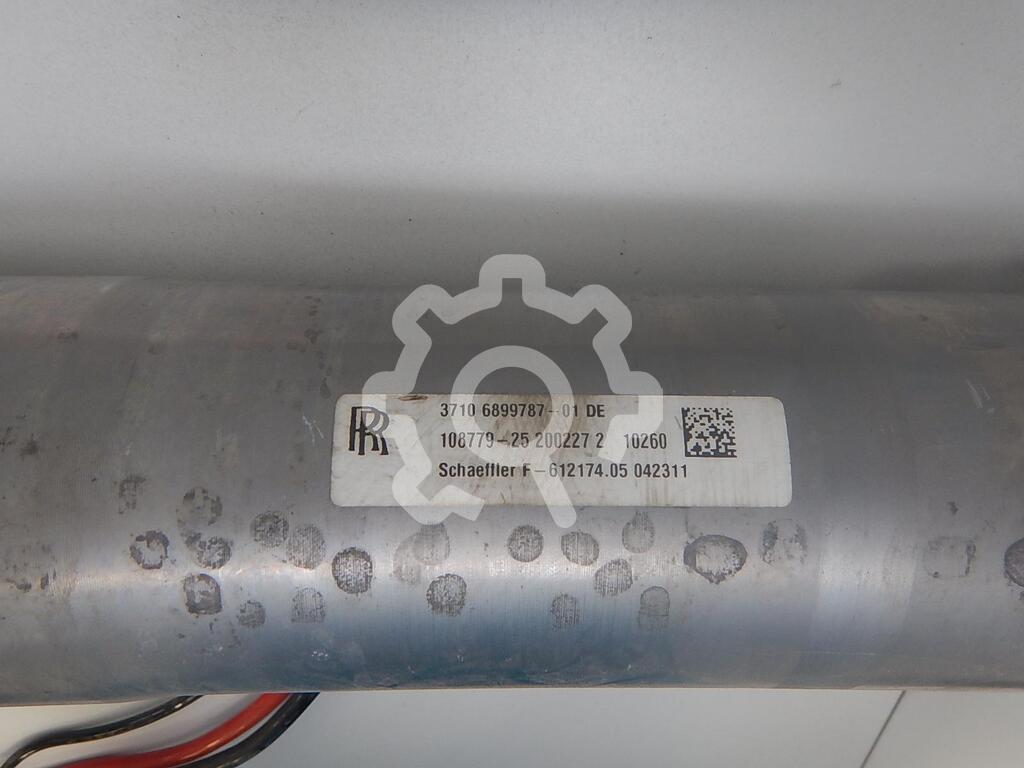 RR
3710 6899787-01 DE
108779-25 200227 2 10260
Schaeffler F-612174.05 042311